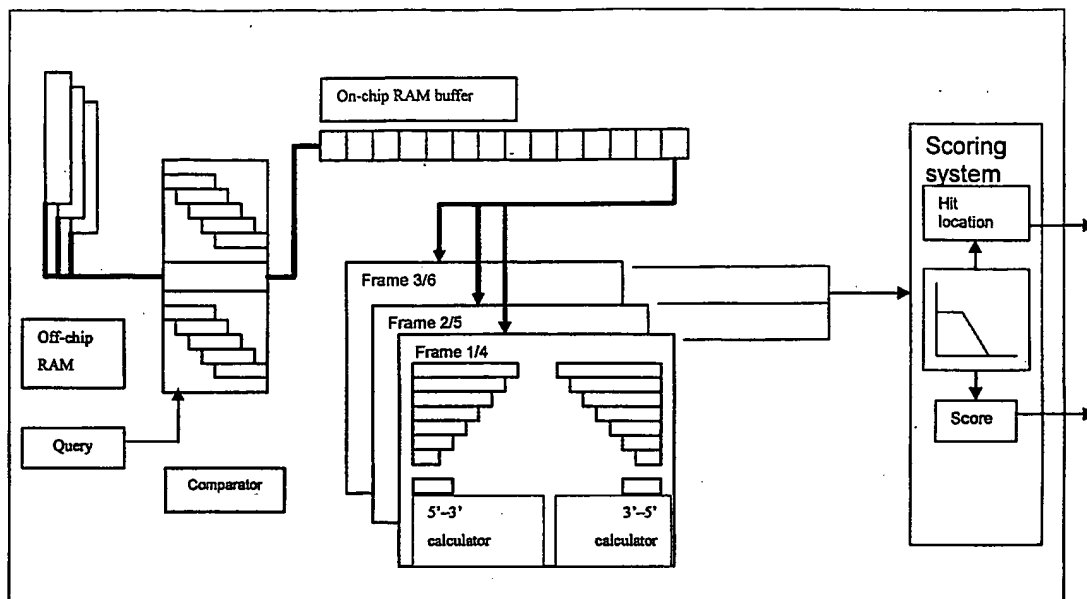 On-chip RAM buffer
Scoring
system
Hit
location
Frame 3/6
Frame 2/5
Frame 1/4
Off-chip
RAM
Score
Query
Comparator
5'–3'
calculator
3'–5'
calculator